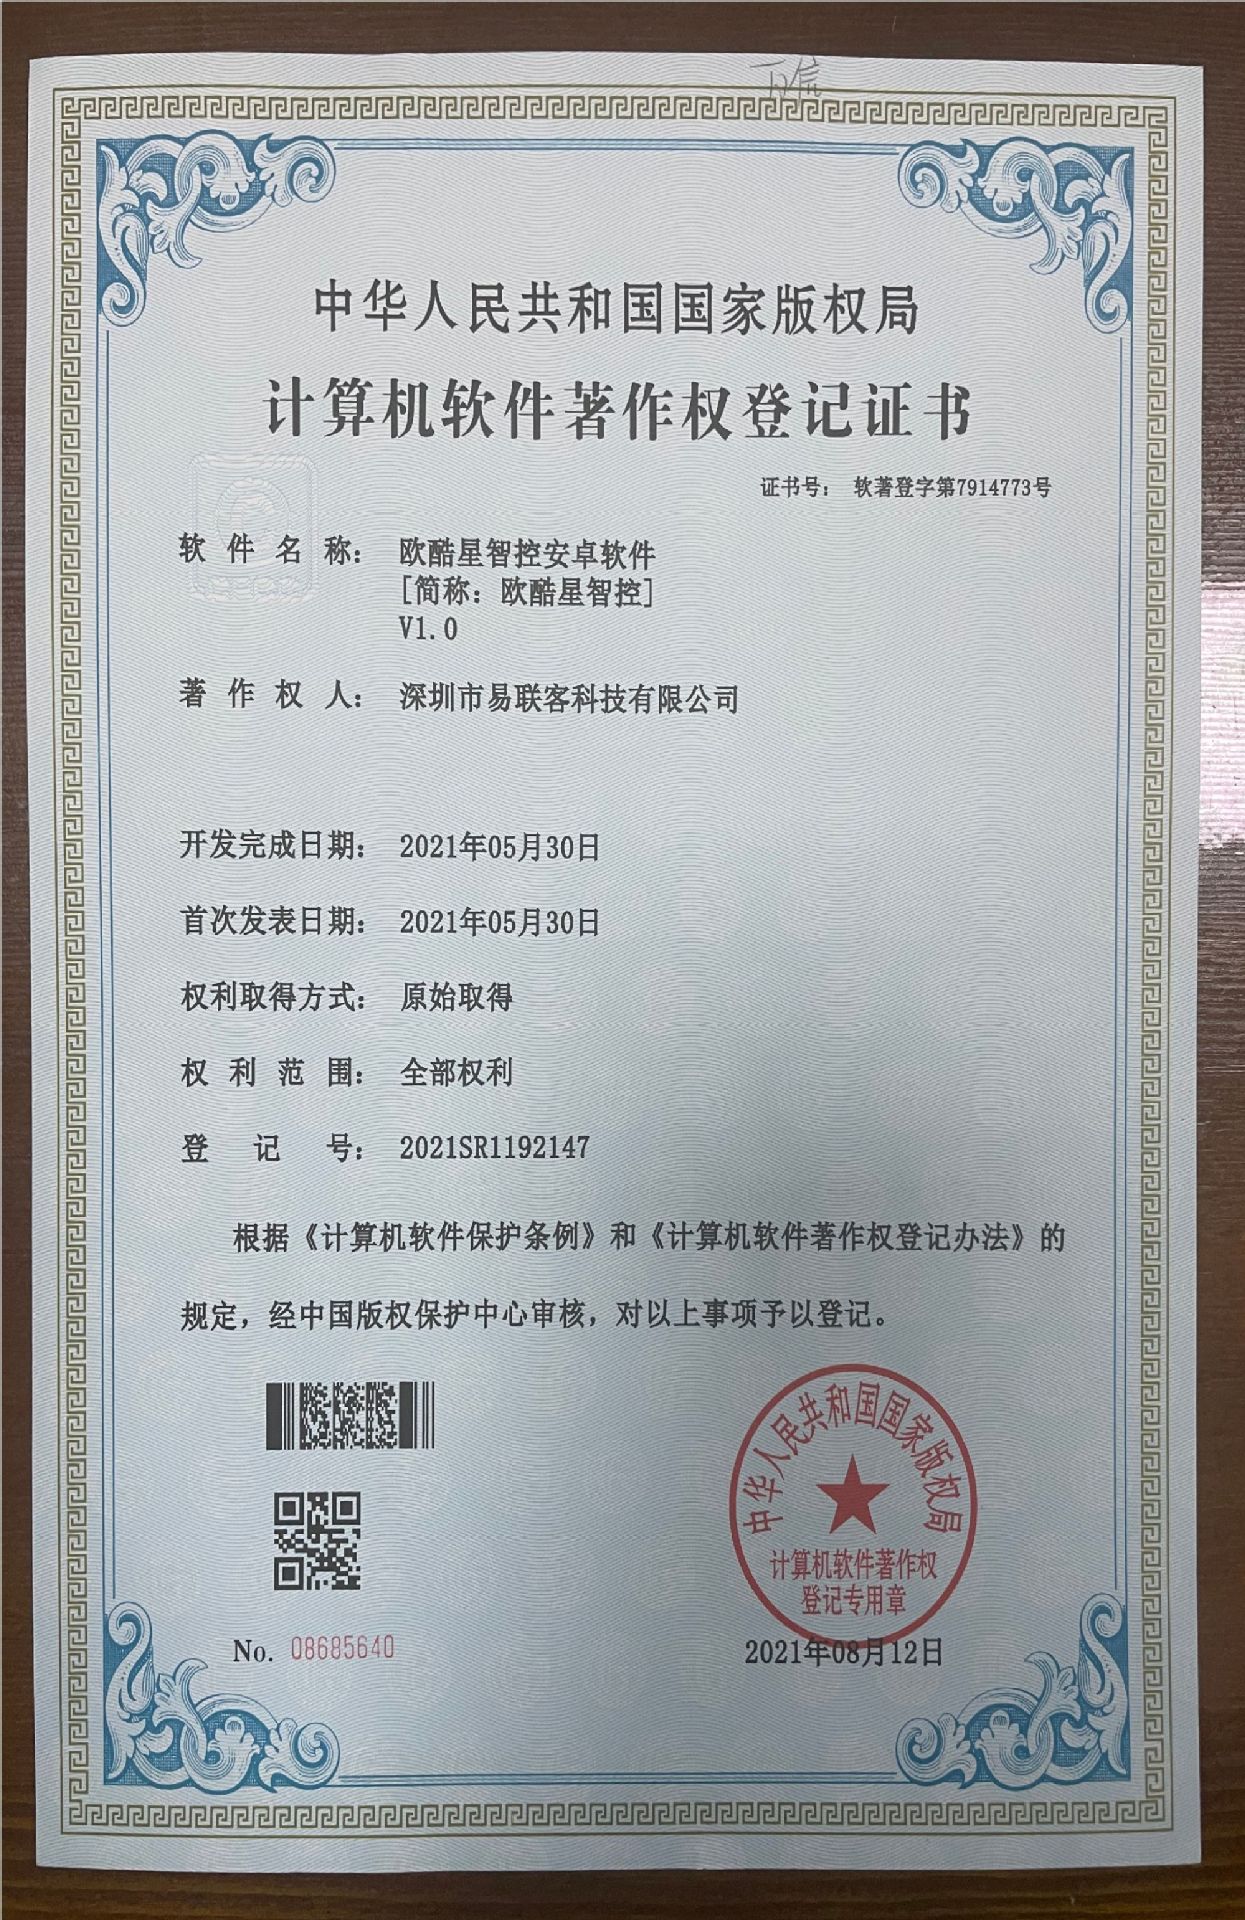 中华人民共和国国家版权局
计算机软件著作权登记证书
证书号： 软著登字第7914773号
软件名称： 欧酷星智控安卓软件
[简称：欧酷星智控]
V1.0
著作权人： 深圳市易联客科技有限公司
开发完成日期： 2021年05月30日
首次发表日期： 2021年05月30日
权利取得方式： 原始取得
权利范围： 全部权利
登记号： 2021SR1192147
根据《计算机软件保护条例》和《计算机软件著作权登记办法》的
规定，经中国版权保护中心审核，对以上事项予以登记。
中华人民共和国国家版权局
计算机软件著作权
登记专用章
No. 08685640
2021年08月12日